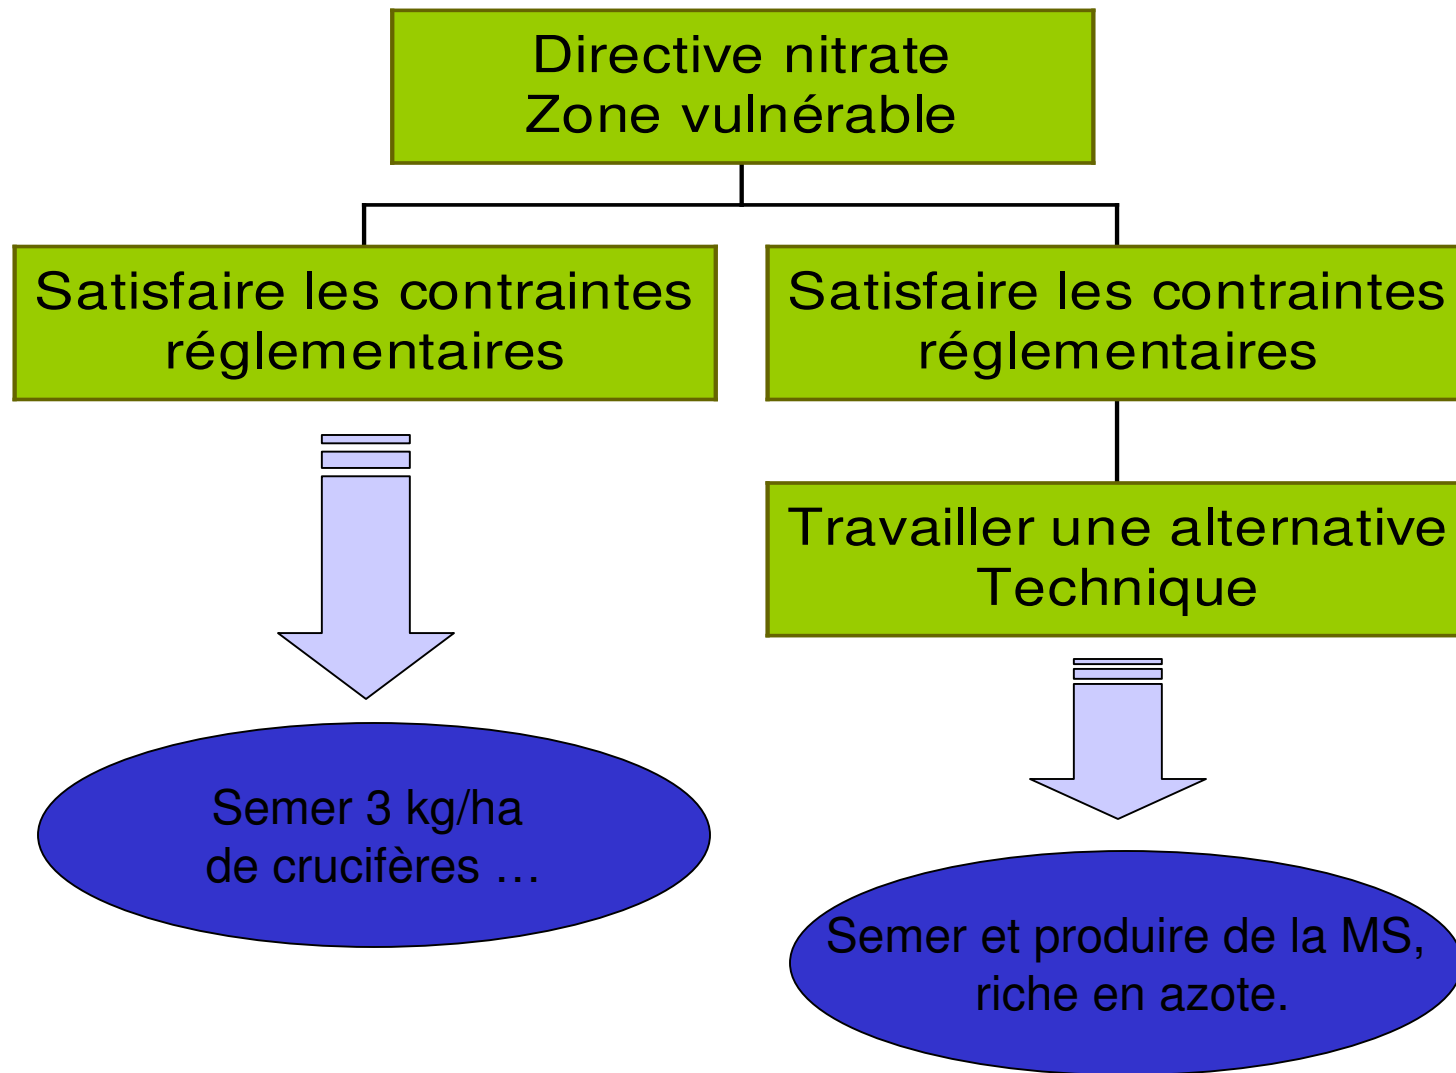 Directive nitrate
Zone vulnérable
Satisfaire les contraintes
réglementaires
Satisfaire les contraintes
réglementaires
Travailler une alternative
Technique
Semer 3 kg/ha
de crucifères …
Semer et produire de la MS,
riche en azote.